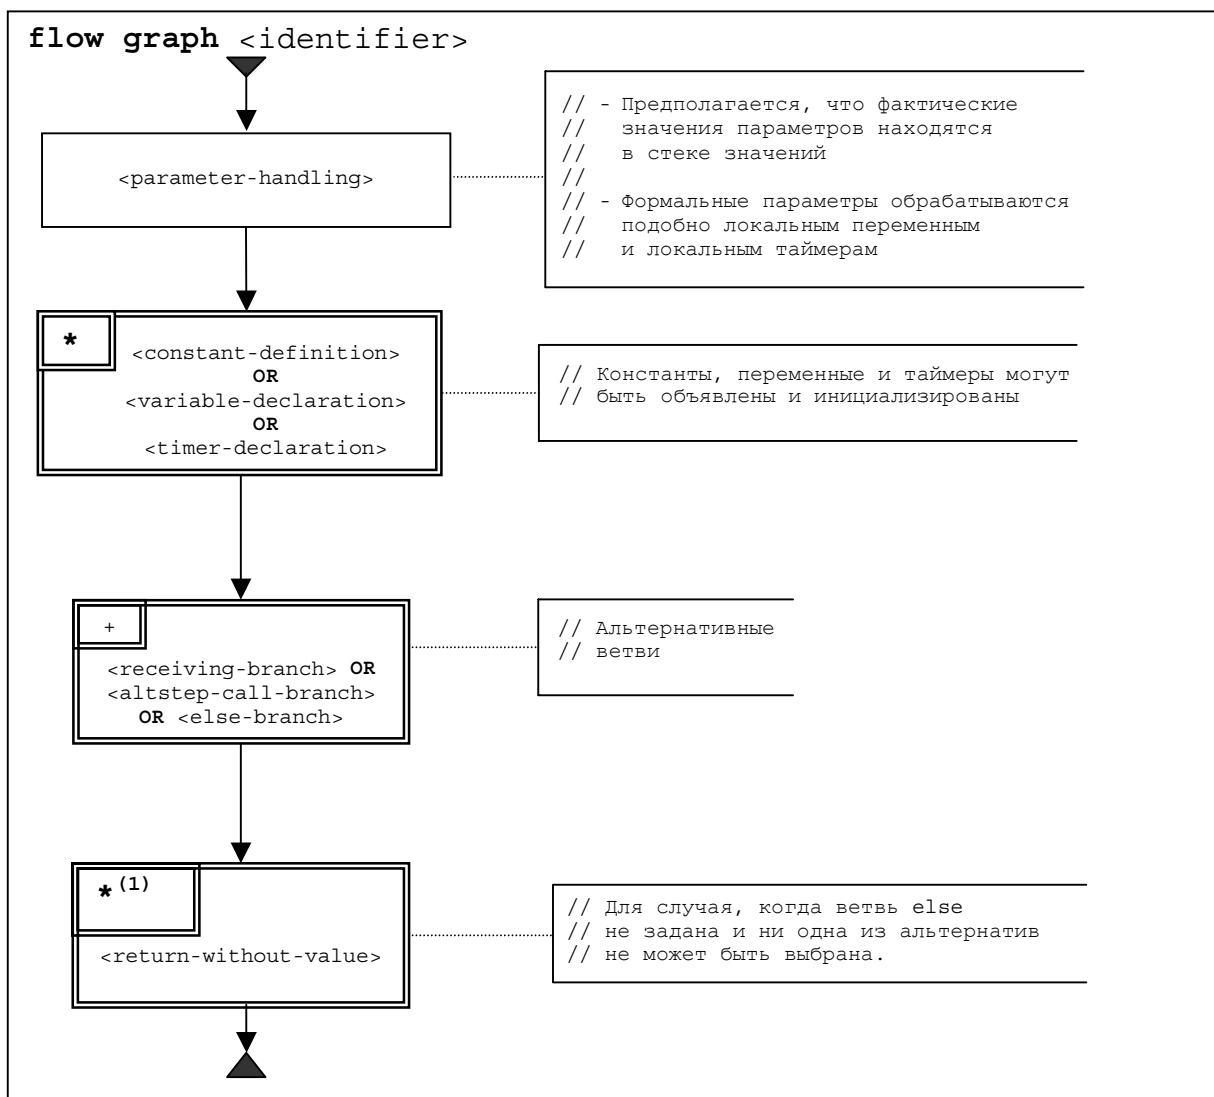 flow graph <identifier>
<parameter-handling>
// - Предполагается, что фактические
//   значения параметров находятся
//   в стеке значений
//
// - Формальные параметры обрабатываются
//   подобно локальным переменным
//   и локальным таймерам
*
<constant-definition>
OR
<variable-declaration>
OR
<timer-declaration>
// Константы, переменные и таймеры могут
// быть объявлены и инициализированы
+
<receiving-branch> OR
<altstep-call-branch>
OR <else-branch>
// Альтернативные
// ветви
*(1)
<return-without-value>
// Для случая, когда ветвь else
// не задана и ни одна из альтернатив
// не может быть выбрана.